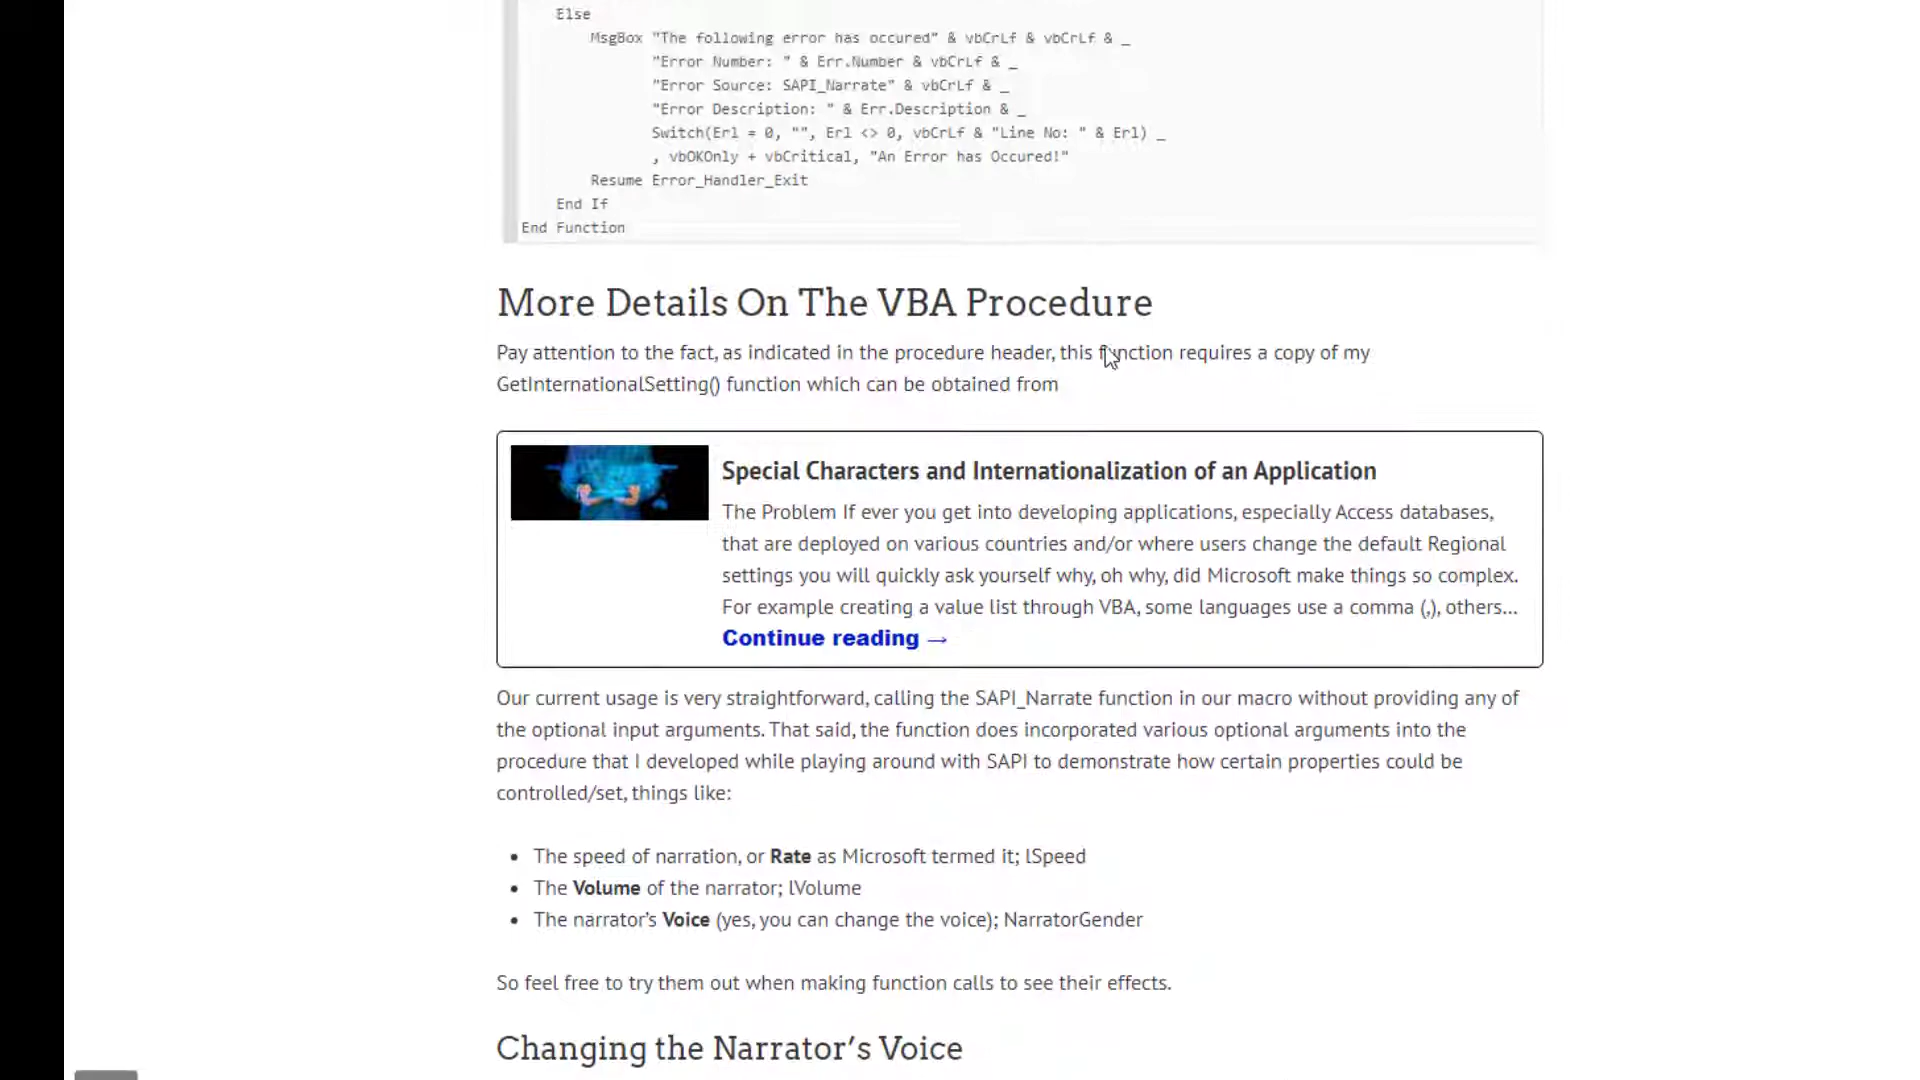 Else
MsgBox "The following error has occured" & vbCrLf & vbCrLf & _
"Error Number: " & Err.Number & vbCrLf & _
"Error Source: SAPI_Narrate" & vbCrLf & _
"Error Description: " & Err.Description & _
Switch(Erl = 0, "", Erl <> 0, vbCrLf & "Line No: " & Erl) _
, vbOKOnly + vbCritical, "An Error has Occured!"
Resume Error_Handler_Exit
End If
End Function
More Details On The VBA Procedure
Pay attention to the fact, as indicated in the procedure header, this function requires a copy of my
GetInternationalSetting() function which can be obtained from
Special Characters and Internationalization of an Application
The Problem If ever you get into developing applications, especially Access databases,
that are deployed on various countries and/or where users change the default Regional
settings you will quickly ask yourself why, oh why, did Microsoft make things so complex.
For example creating a value list through VBA, some languages use a comma (,), others...
Continue reading →
Our current usage is very straightforward, calling the SAPI_Narrate function in our macro without providing any of
the optional input arguments. That said, the function does incorporated various optional arguments into the
procedure that I developed while playing around with SAPI to demonstrate how certain properties could be
controlled/set, things like:
• The speed of narration, or Rate as Microsoft termed it; lSpeed
• The Volume of the narrator; lVolume
• The narrator's Voice (yes, you can change the voice); NarratorGender
So feel free to try them out when making function calls to see their effects.
Changing the Narrator's Voice